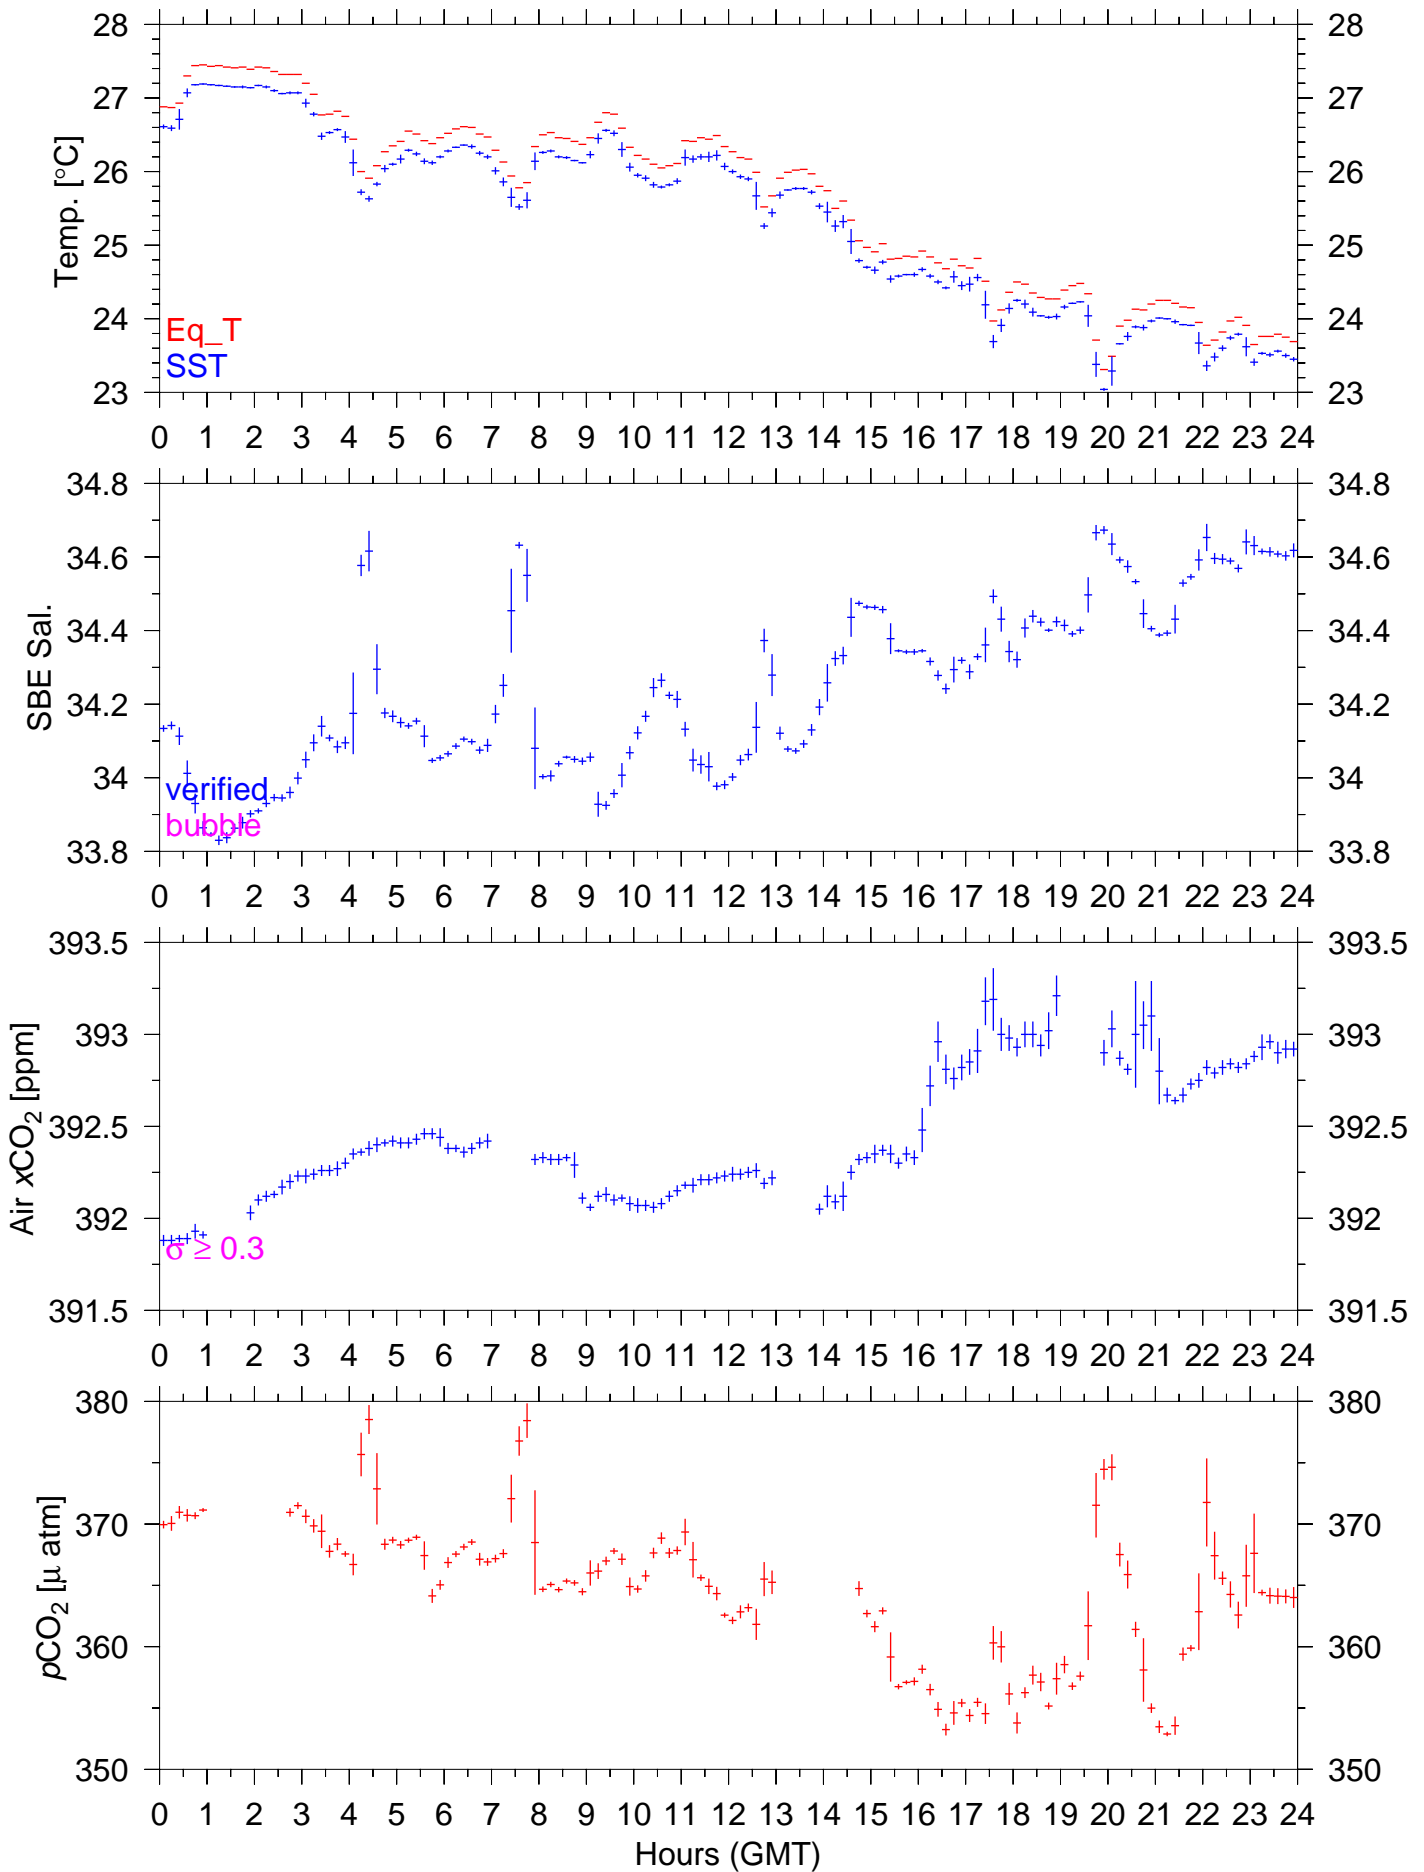 28 28
27 27
26 26
25 25
24 24
23 23
Temp. [°C]
Eq_T
SST
0 1 2 3 4 5 6 7 8 9 10 11 12 13 14 15 16 17 18 19 20 21 22 23 24
34.8 34.8
34.6 34.6
34.4 34.4
34.2 34.2
34 34
33.8 33.8
SBE Sal.
verified
bubble
0 1 2 3 4 5 6 7 8 9 10 11 12 13 14 15 16 17 18 19 20 21 22 23 24
393.5 393.5
393 393
392.5 392.5
392 392
391.5 391.5
Air xCO₂ [ppm]
σ ≥ 0.3
0 1 2 3 4 5 6 7 8 9 10 11 12 13 14 15 16 17 18 19 20 21 22 23 24
380 380
370 370
360 360
350 350
pCO₂ [μ atm]
0 1 2 3 4 5 6 7 8 9 10 11 12 13 14 15 16 17 18 19 20 21 22 23 24
Hours (GMT)